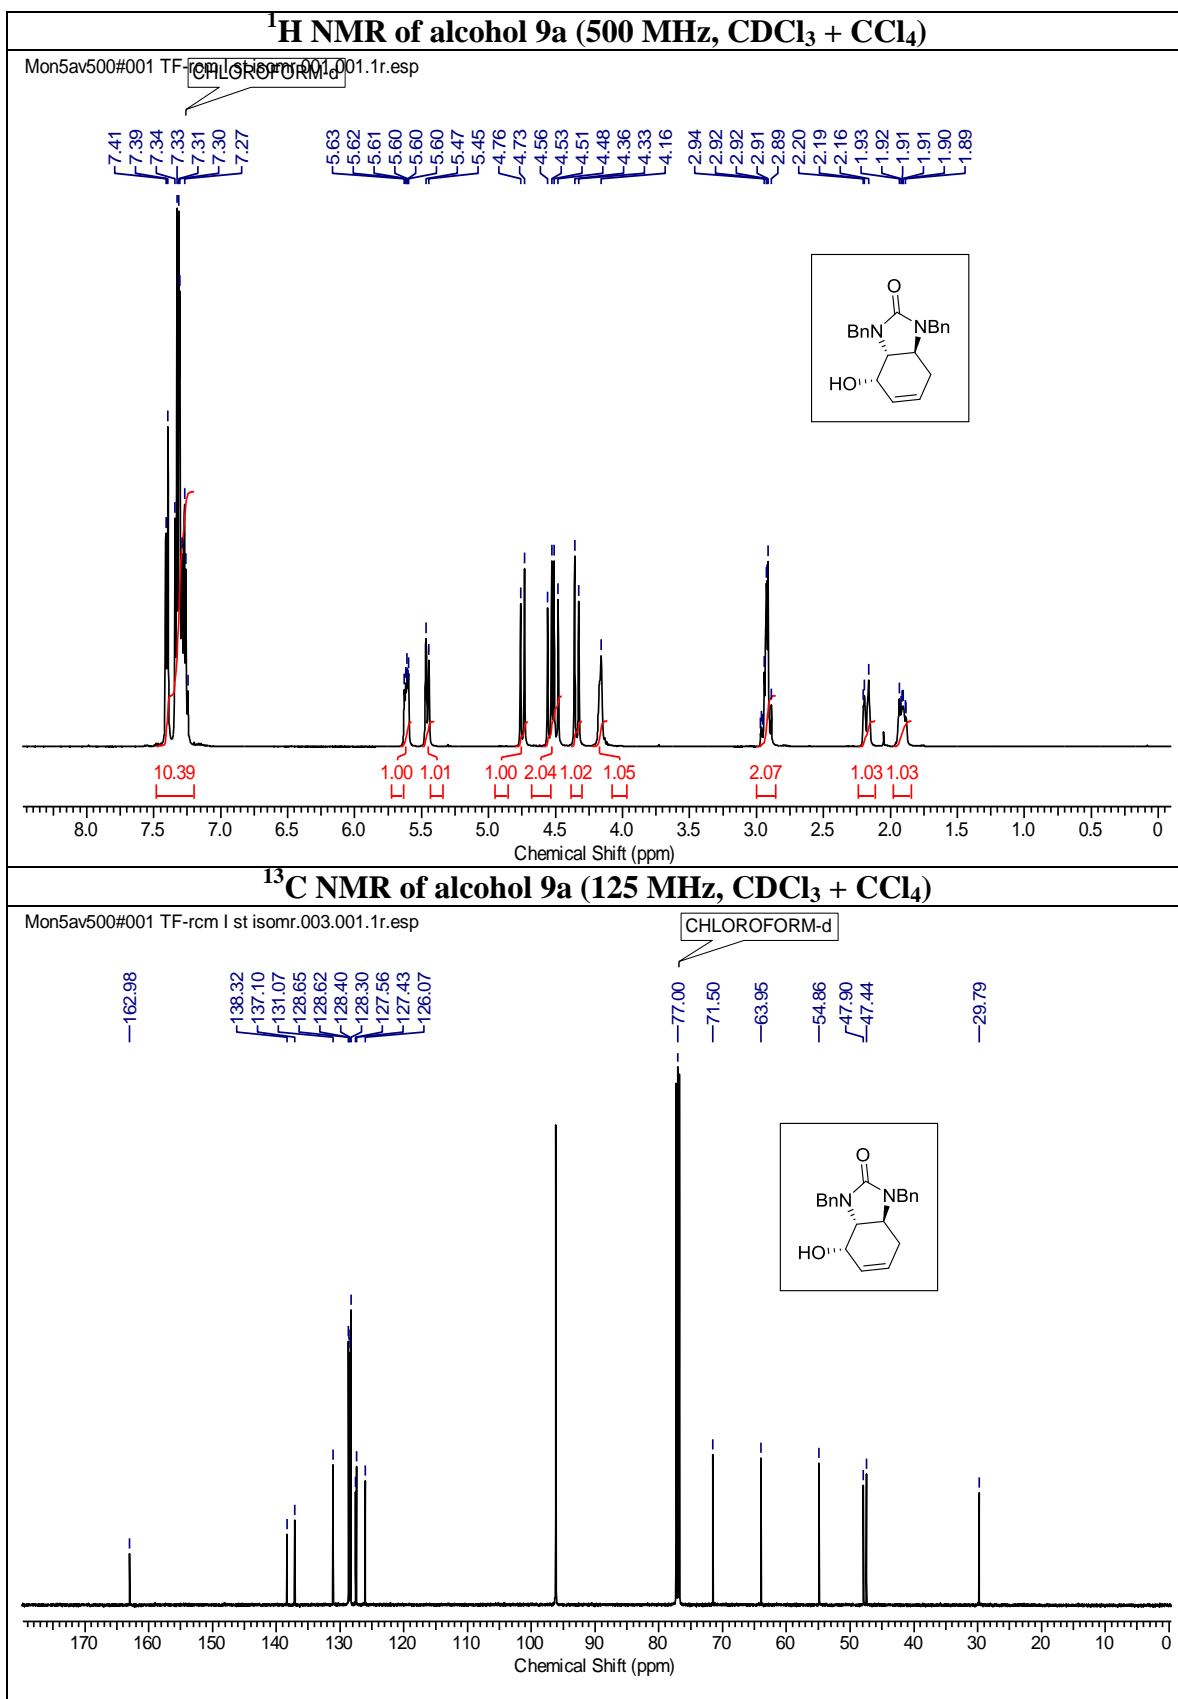 ¹H NMR of alcohol 9a (500 MHz, CDCl₃ + CCl₄)
Mon5av500#001 TF-rcm I st isomr.001.001.1r.esp
CHLOROFORM-d
7.41 7.39 7.34 7.33 7.31 7.30 7.27 5.63 5.62 5.61 5.60 5.60 5.60 5.47 5.45 4.76 4.73 4.56 4.53 4.51 4.48 4.36 4.33 4.16 2.94 2.92 2.92 2.91 2.89 2.20 2.19 2.16 1.93 1.92 1.91 1.91 1.90 1.89
O
BnN NBn
HO
10.39 1.00 1.01 1.00 2.04 1.02 1.05 2.07 1.03 1.03
8.0 7.5 7.0 6.5 6.0 5.5 5.0 4.5 4.0 3.5 3.0 2.5 2.0 1.5 1.0 0.5 0
Chemical Shift (ppm)
¹³C NMR of alcohol 9a (125 MHz, CDCl₃ + CCl₄)
Mon5av500#001 TF-rcm I st isomr.003.001.1r.esp
CHLOROFORM-d
162.98 138.32 137.10 131.07 128.65 128.62 128.40 128.30 127.56 127.43 126.07 77.00 71.50 63.95 54.86 47.90 47.44 29.79
O
BnN NBn
HO
170 160 150 140 130 120 110 100 90 80 70 60 50 40 30 20 10 0
Chemical Shift (ppm)